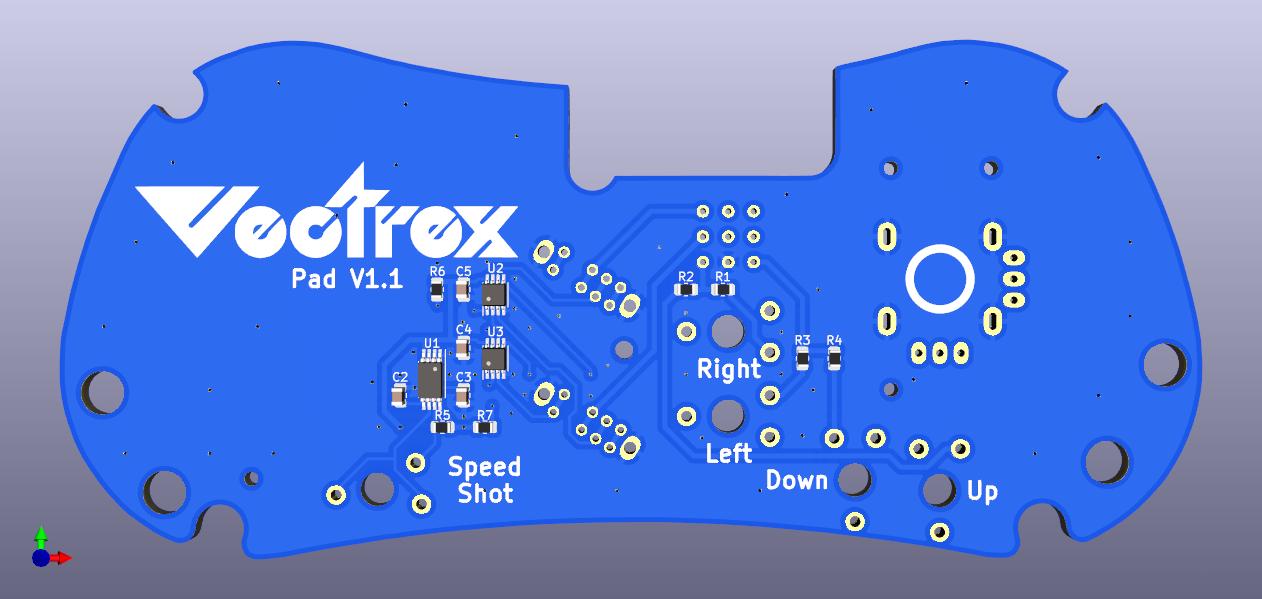 Vectrex
Pad V1.1
R6 C5 U2
R2 R1
C4 U3
U1
R3 R4
Right
C2 C3
R5 R7
Left
Speed
Shot
Down
Up